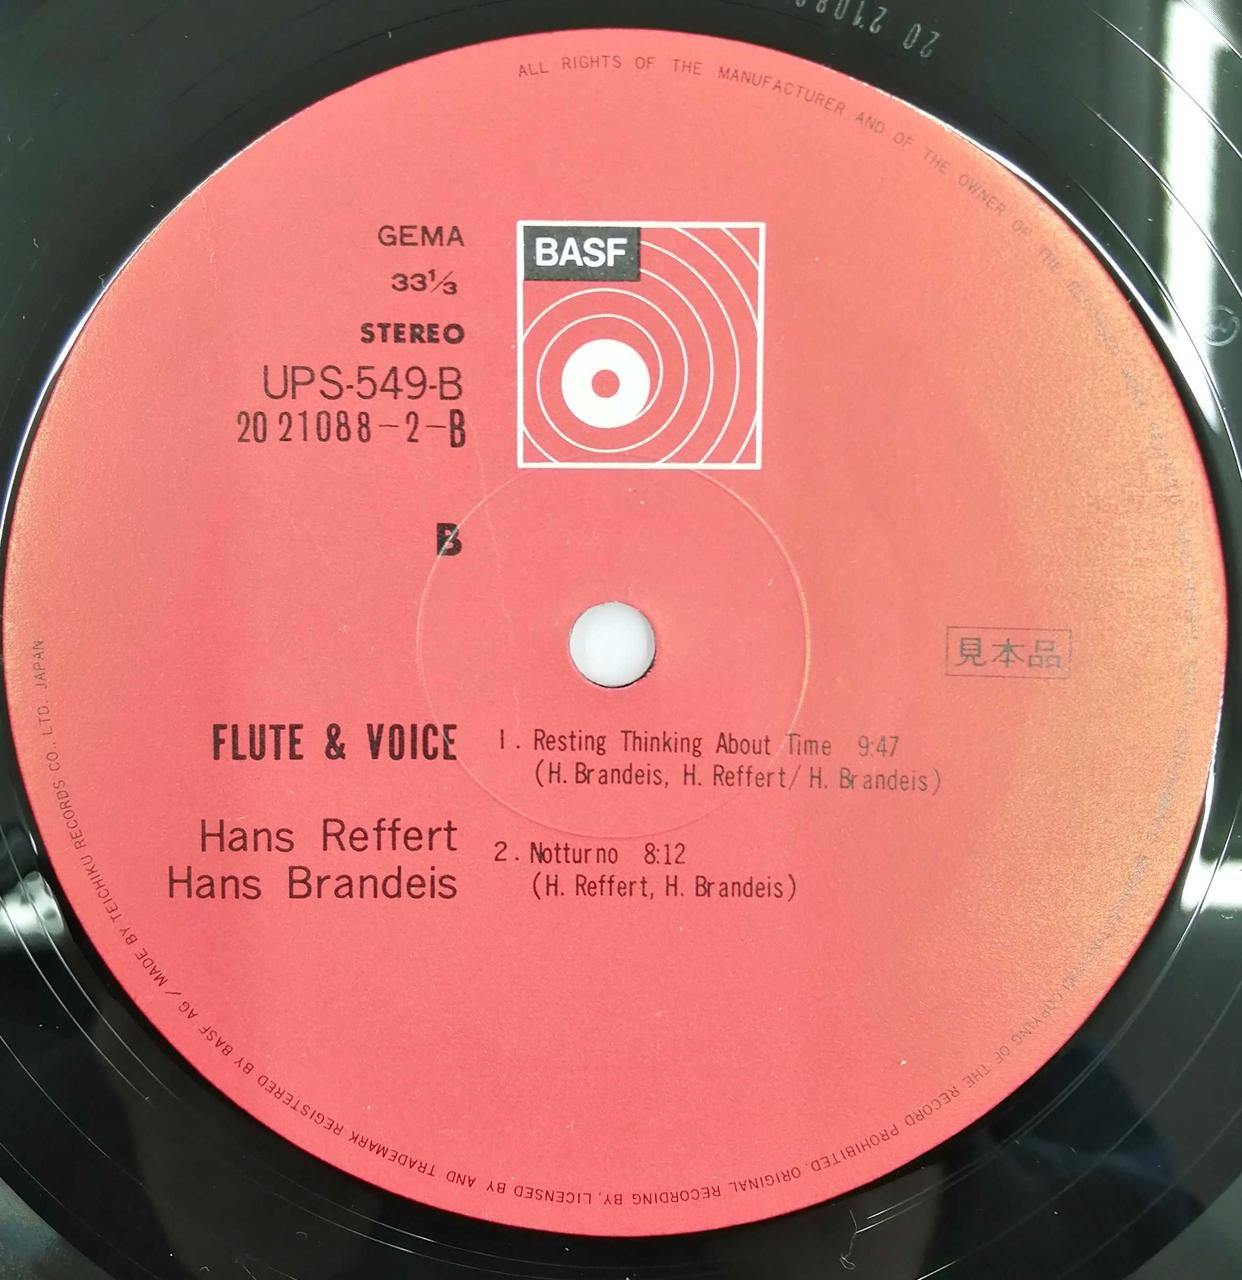 20 21088
ALL RIGHTS OF THE MANUFACTURER AND OF THE OWNER OF THE
COPYING OF THE RECORD PROHIBITED. ORIGINAL RECORDING BY, LICENSED BY AND TRADEMARK REGISTERED BY BASF AG / MADE BY TEICHIKU RECORDS CO., LTD. JAPAN
GEMA
33⅓
STEREO
UPS-549-B
20 21088-2-B
BASF
B
見本品
FLUTE & VOICE
Hans Reffert
Hans Brandeis
1. Resting Thinking About Time 9:47
(H. Brandeis, H. Reffert/ H. Brandeis)
2. Notturno 8:12
(H. Reffert, H. Brandeis)